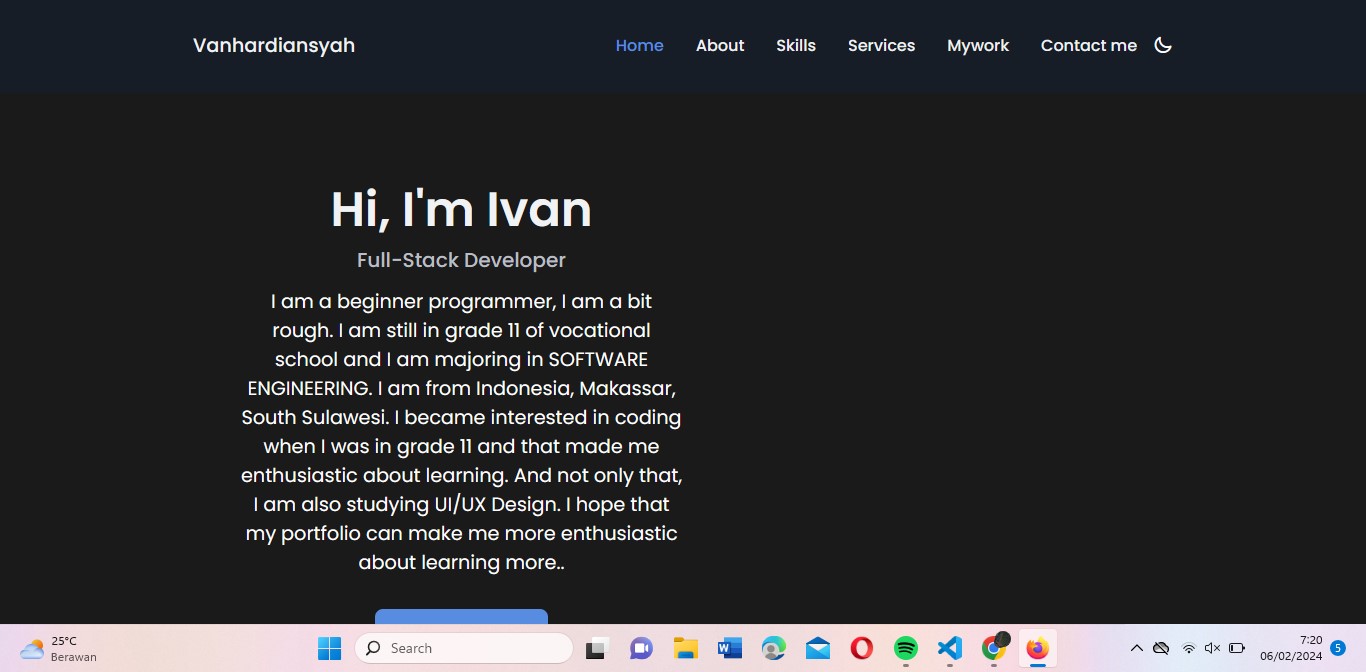 Vanhardiansyah
Home About Skills Services Mywork Contact me
Hi, I'm Ivan
Full-Stack Developer
I am a beginner programmer, I am a bit
rough. I am still in grade 11 of vocational
school and I am majoring in SOFTWARE
ENGINEERING. I am from Indonesia, Makassar,
South Sulawesi. I became interested in coding
when I was in grade 11 and that made me
enthusiastic about learning. And not only that,
I am also studying UI/UX Design. I hope that
my portfolio can make me more enthusiastic
about learning more..
25°C
Berawan
Search
7:20
06/02/2024
5